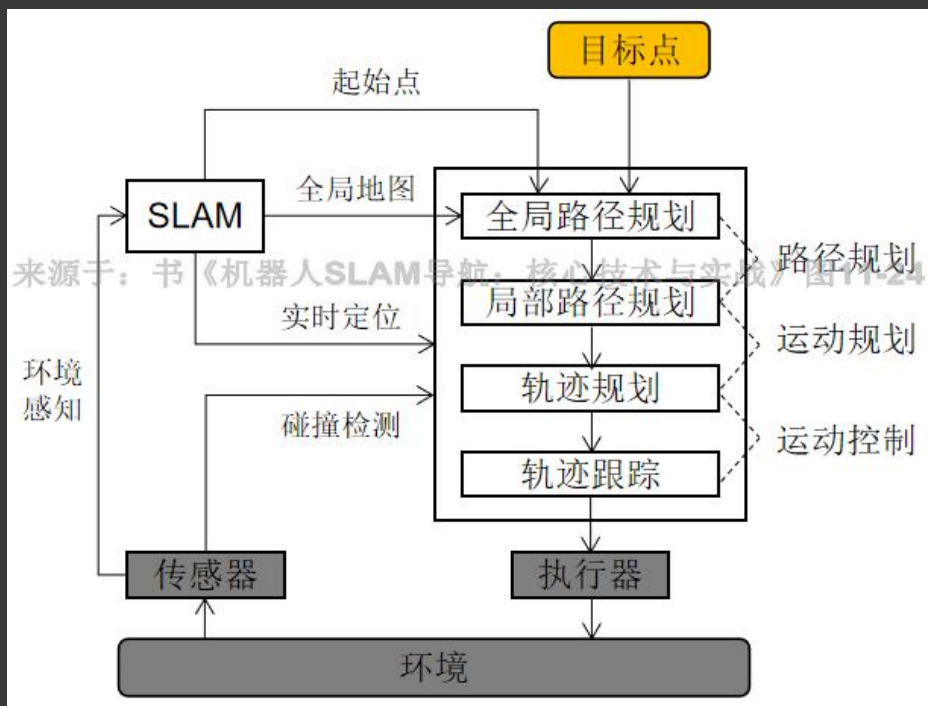 目标点
起始点
SLAM
全局地图
全局路径规划
来源于：书《机器人SLAM导航：核心技术与实战》图11-24
路径规划
局部路径规划
实时定位
运动规划
环境
感知
轨迹规划
碰撞检测
运动控制
轨迹跟踪
传感器
执行器
环境